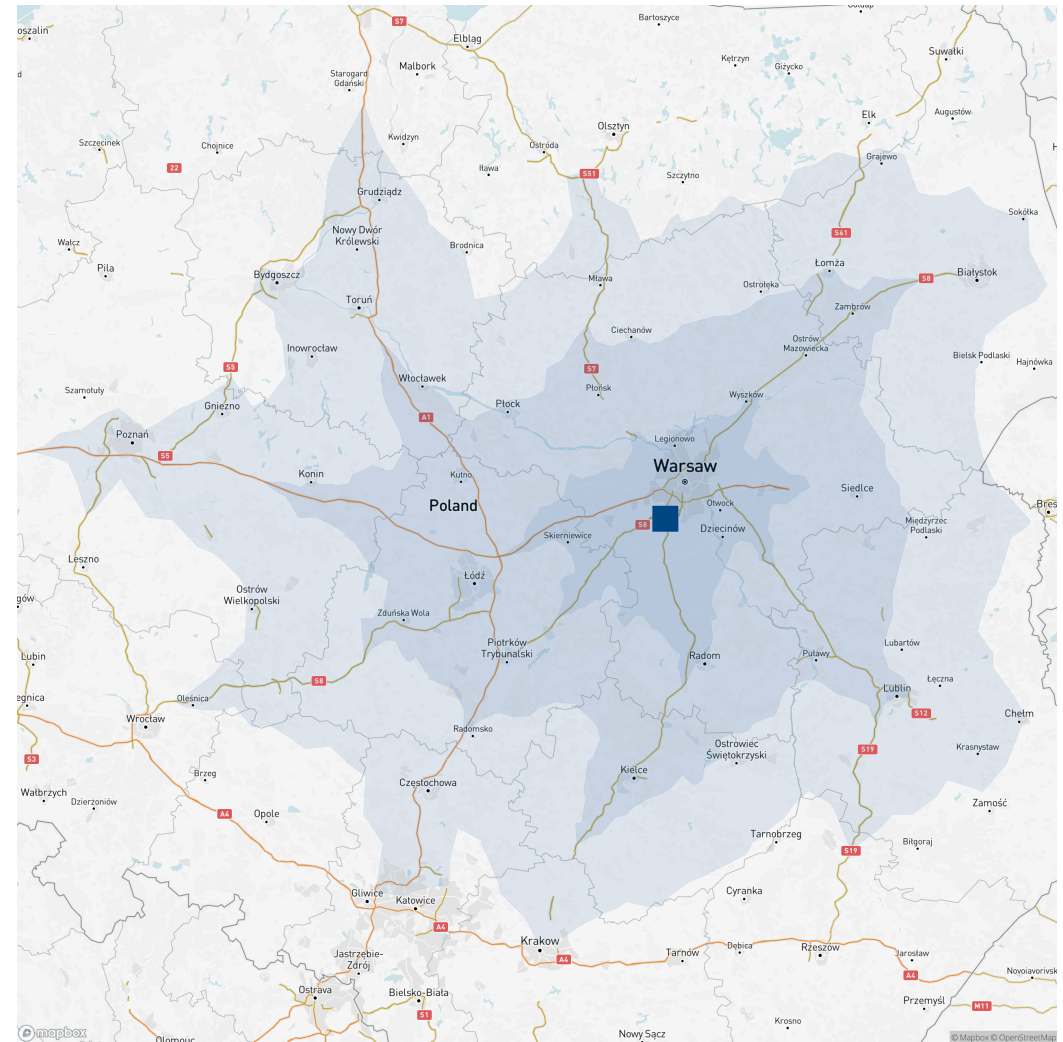 oszalin
S7
Elbląg
Bartoszyce
Suwałki
Kętrzyn
Giżycko
Malbork
Starogard
Gdański
Augustów
Elk
Olsztyn
Szczecinek
Chojnice
Kwidzyn
Ostróda
Iława
22
S51
Szczytno
Grajewo
Grudziądz
Sokółka
Nowy Dwór
Królewski
Brodnica
S61
Wałcz
Piła
Bydgoszcz
Mława
Łomża
S8
Białystok
Ostrołęka
Toruń
Zambrów
Ciechanów
Ostrów
Mazowiecka
Inowrocław
Bielsk Podlaski
Hajnówka
S5
S7
Włocławek
Szamotuły
Płońsk
Wyszków
Gniezno
Płock
A1
Poznań
Legionowo
S5
Warsaw
Konin
Kutno
Siedlce
Poland
Otwock
Bres
S8
Dziecinów
Międzyrzec
Podlaski
Skierniewice
Leszno
Łódź
Ostrów
Wielkopolski
gów
Zduńska Wola
Piotrków
Trybunalski
Lubartów
Lubin
Radom
Puławy
S8
Łęczna
Lublin
egnica
Oleśnica
S12
Chełm
Wrocław
Radomsko
Ostrowiec
Świętokrzyski
S19
Krasnystaw
S3
Brzeg
Kielce
Częstochowa
Wałbrzych
Dzierżoniów
Zamość
A4
Opole
Tarnobrzeg
Biłgoraj
S19
Gliwice
Katowice
Cyranka
A4
Krakow
A4
Tarnów
Dębica
Rzeszów
Jarosław
Jastrzębie-
Zdrój
A4
Novoiavorivsk
Ostrava
Bielsko-Biała
Przemyśl
M11
S1
Krosno
mapbox
Nowy Sącz
© Mapbox © OpenStreetMap